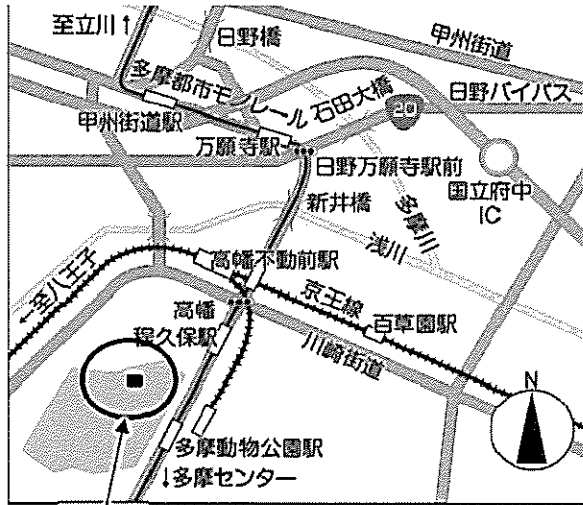 至立川↑
日野橋
甲州街道
多摩都市モノレール
石田大橋
20
日野バイパス
甲州街道駅
万願寺駅
日野万願寺駅前
国立府中
IC
新井橋
多摩川
浅川
高幡不動前駅
←至八王子
京王線
高幡
百草園駅
程久保駅
川崎街道
N
多摩動物公園駅
↓多摩センター